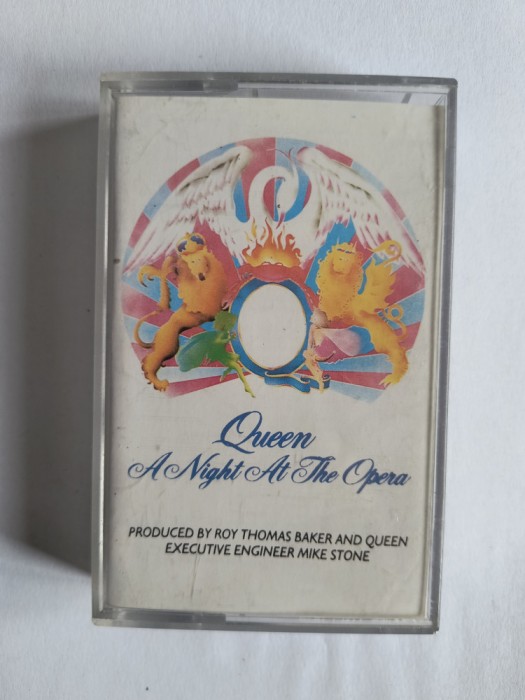 Queen
A Night At The Opera
PRODUCED BY ROY THOMAS BAKER AND QUEEN
EXECUTIVE ENGINEER MIKE STONE